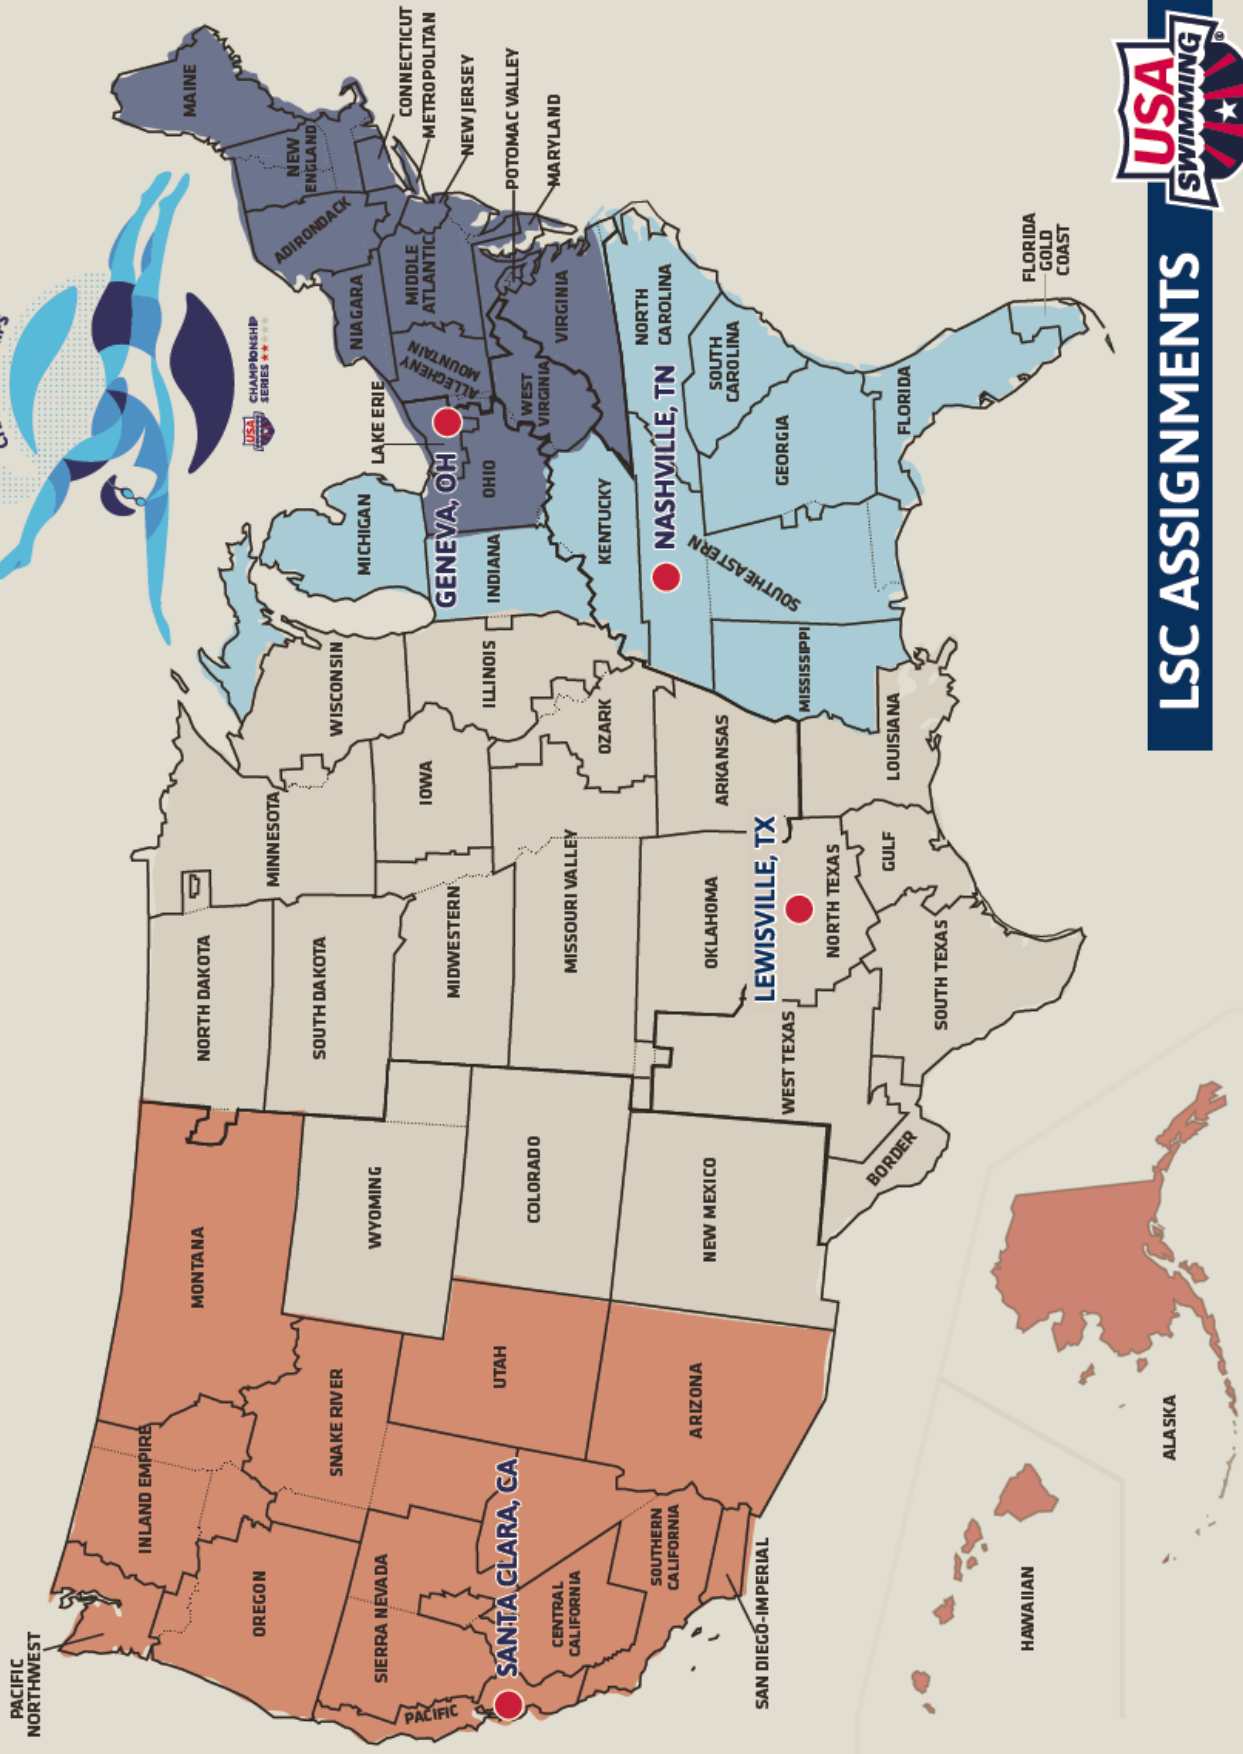 USA
SWIMMING
®
LSC ASSIGNMENTS
USA
CHAMPIONSHIP
SERIES
PACIFIC
NORTHWEST
INLAND EMPIRE
MONTANA
OREGON
SNAKE RIVER
SIERRA NEVADA
PACIFIC
SANTA CLARA, CA
CENTRAL
CALIFORNIA
SOUTHERN
CALIFORNIA
SAN DIEGO-IMPERIAL
UTAH
ARIZONA
HAWAIIAN
ALASKA
WYOMING
COLORADO
NEW MEXICO
BORDER
NORTH DAKOTA
SOUTH DAKOTA
MIDWESTERN
MISSOURI VALLEY
OKLAHOMA
WEST TEXAS
LEWISVILLE, TX
NORTH TEXAS
SOUTH TEXAS
GULF
MINNESOTA
IOWA
WISCONSIN
ILLINOIS
OZARK
ARKANSAS
LOUISIANA
MICHIGAN
INDIANA
KENTUCKY
NASHVILLE, TN
SOUTHEASTERN
MISSISSIPPI
GEORGIA
FLORIDA
FLORIDA
GOLD
COAST
SOUTH
CAROLINA
NORTH
CAROLINA
LAKE ERIE
GENEVA, OH
OHIO
ALLEGHENY
MOUNTAIN
WEST
VIRGINIA
VIRGINIA
NIAGARA
MIDDLE
ATLANTIC
ADIRONDACK
NEW
ENGLAND
MAINE
CONNECTICUT
METROPOLITAN
NEW JERSEY
POTOMAC VALLEY
MARYLAND